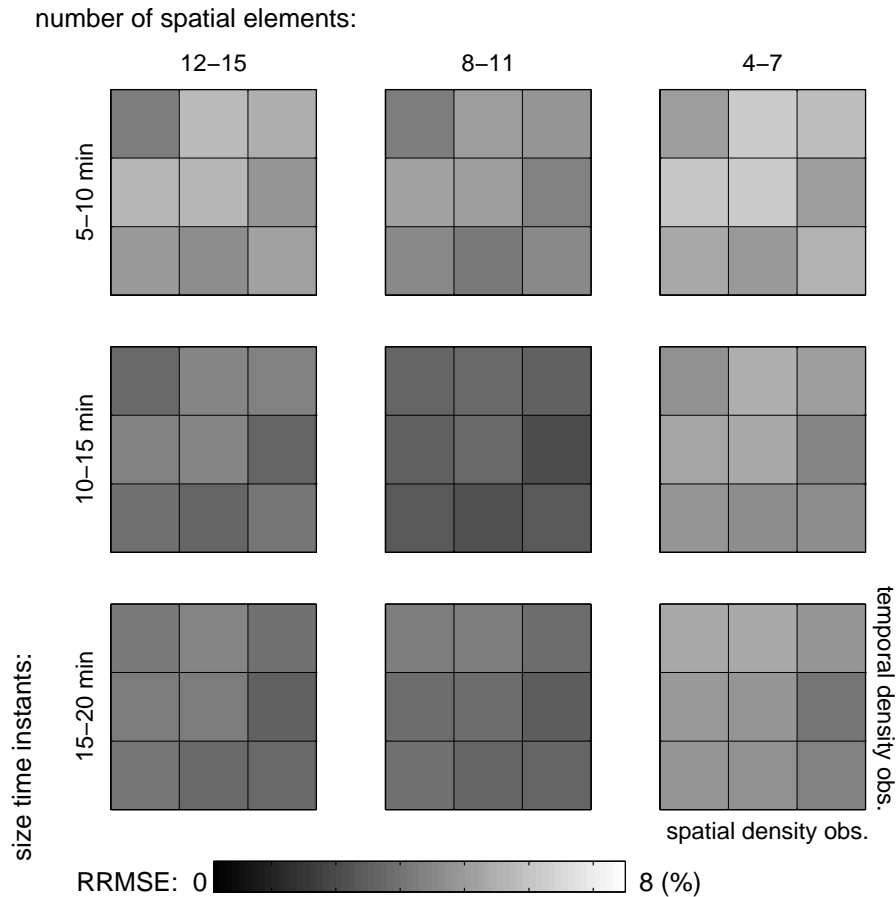 number of spatial elements:
12–15
8–11
4–7
5–10 min
10–15 min
15–20 min
size time instants:
temporal density obs.
spatial density obs.
RRMSE: 0
8 (%)